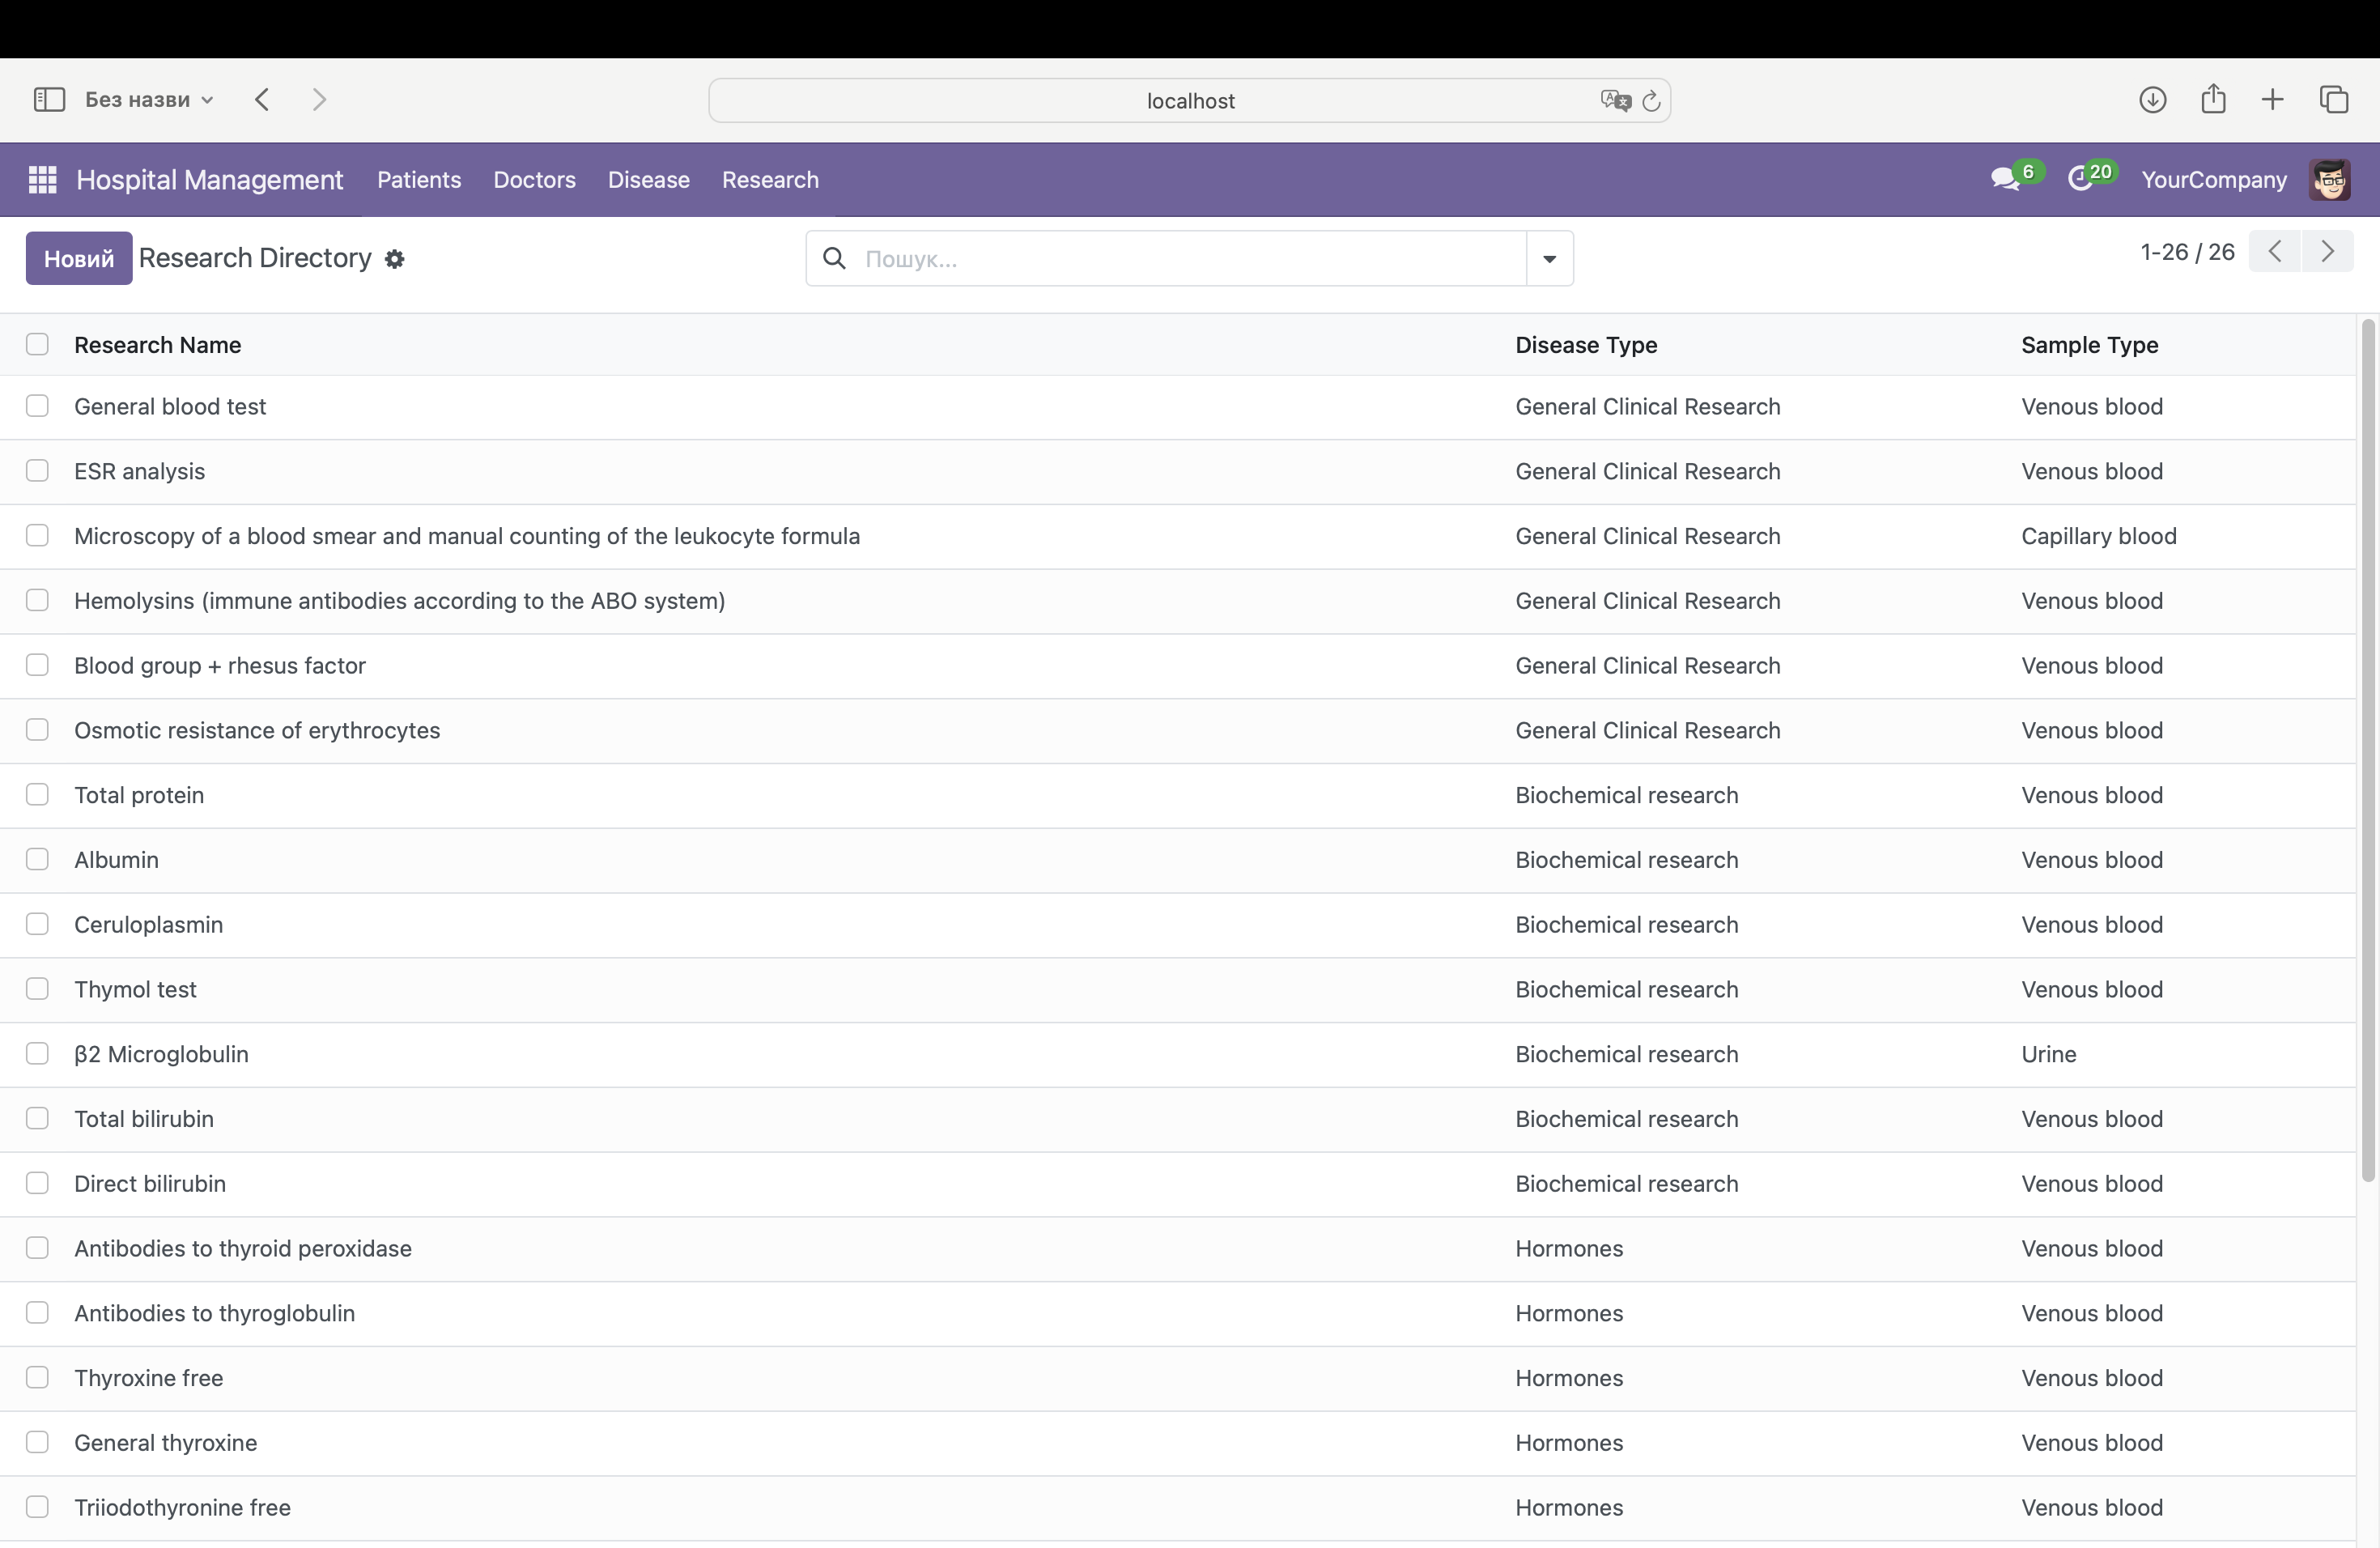 Без назви
localhost
Hospital Management Patients Doctors Disease Research 6 20 YourCompany
Новий Research Directory Пошук... 1-26 / 26
Research Name Disease Type Sample Type
General blood test General Clinical Research Venous blood
ESR analysis General Clinical Research Venous blood
Microscopy of a blood smear and manual counting of the leukocyte formula General Clinical Research Capillary blood
Hemolysins (immune antibodies according to the ABO system) General Clinical Research Venous blood
Blood group + rhesus factor General Clinical Research Venous blood
Osmotic resistance of erythrocytes General Clinical Research Venous blood
Total protein Biochemical research Venous blood
Albumin Biochemical research Venous blood
Ceruloplasmin Biochemical research Venous blood
Thymol test Biochemical research Venous blood
β2 Microglobulin Biochemical research Urine
Total bilirubin Biochemical research Venous blood
Direct bilirubin Biochemical research Venous blood
Antibodies to thyroid peroxidase Hormones Venous blood
Antibodies to thyroglobulin Hormones Venous blood
Thyroxine free Hormones Venous blood
General thyroxine Hormones Venous blood
Triiodothyronine free Hormones Venous blood